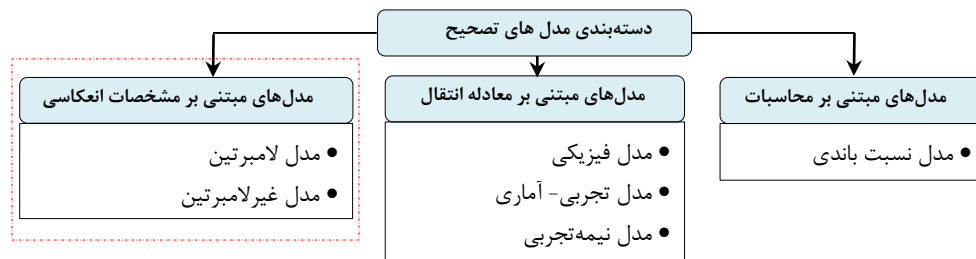 دسته‌بندی مدل های تصحیح
مدل‌های مبتنی بر محاسبات
• مدل نسبت باندی
مدل‌های مبتنی بر معادله انتقال
• مدل فیزیکی
• مدل تجربی- آماری
• مدل نیمه‌تجربی
مدل‌های مبتنی بر مشخصات انعکاسی
• مدل لامبرتین
• مدل غیرلامبرتین